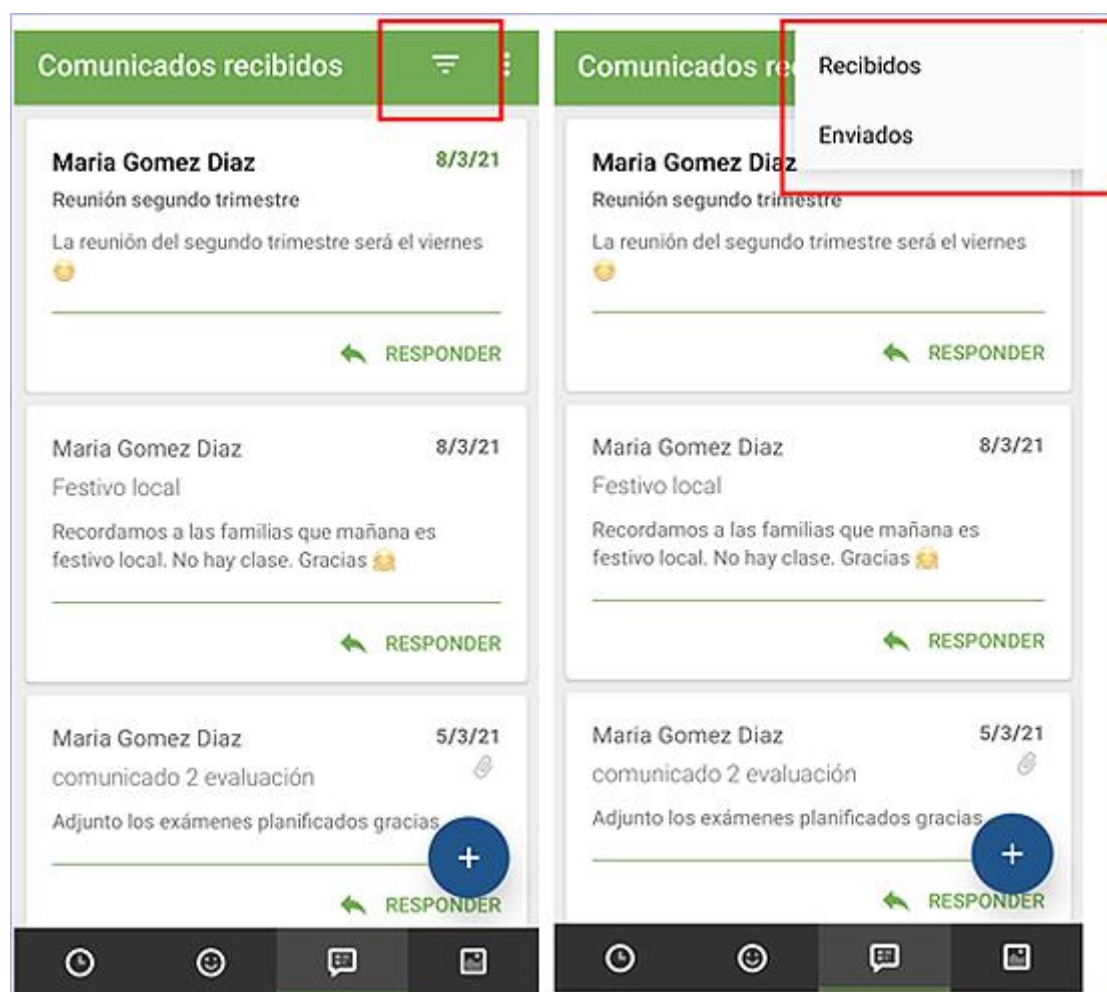 Comunicados recibidos
Maria Gomez Diaz 8/3/21
Reunión segundo trimestre
La reunión del segundo trimestre será el viernes
RESPONDER
Maria Gomez Diaz 8/3/21
Festivo local
Recordamos a las familias que mañana es
festivo local. No hay clase. Gracias
RESPONDER
Maria Gomez Diaz 5/3/21
comunicado 2 evaluación
Adjunto los exámenes planificados gracias
RESPONDER
Comunicados re
Recibidos
Enviados
Maria Gomez Diaz
Reunión segundo trimestre
La reunión del segundo trimestre será el viernes
RESPONDER
Maria Gomez Diaz 8/3/21
Festivo local
Recordamos a las familias que mañana es
festivo local. No hay clase. Gracias
RESPONDER
Maria Gomez Diaz 5/3/21
comunicado 2 evaluación
Adjunto los exámenes planificados gracias
RESPONDER